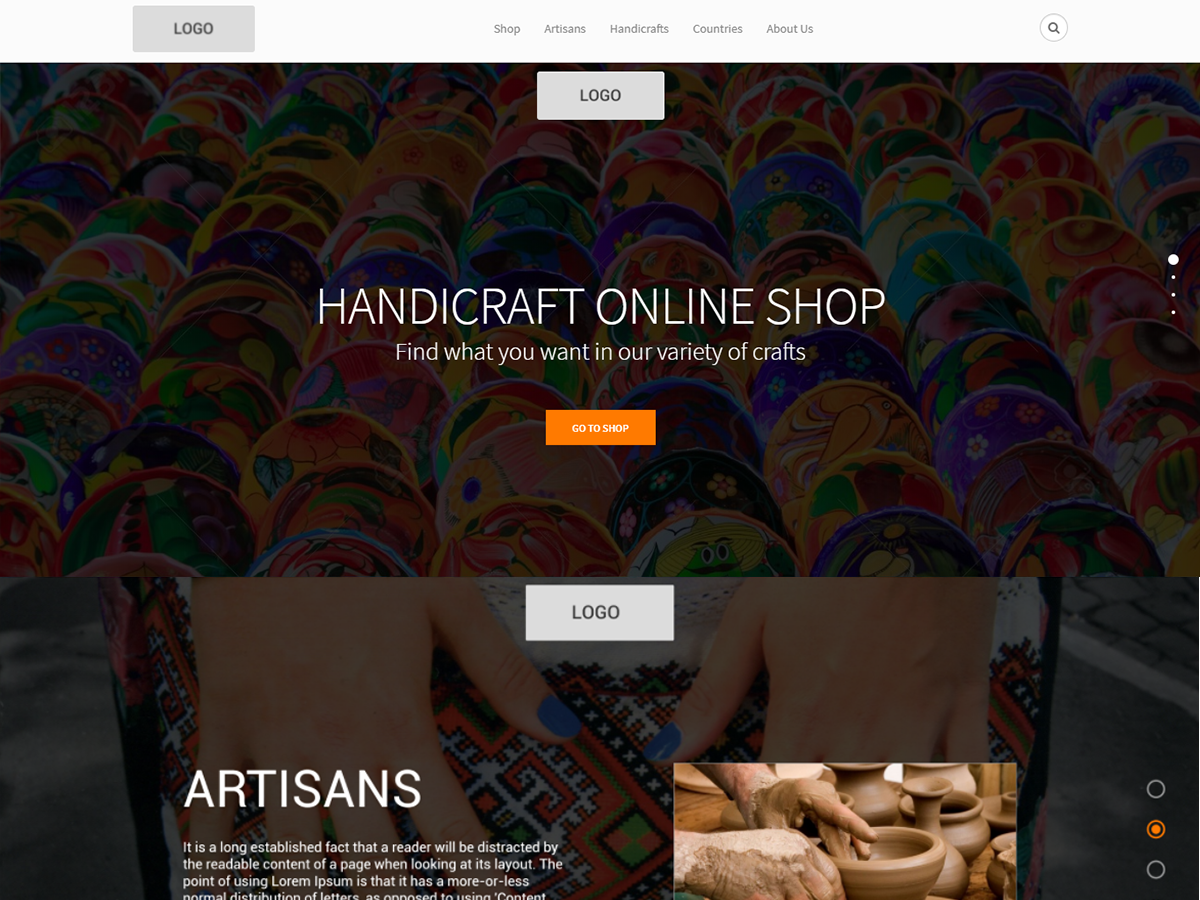 LOGO
Shop Artisans Handicrafts Countries About Us
LOGO
HANDICRAFT ONLINE SHOP
Find what you want in our variety of crafts
GO TO SHOP
LOGO
ARTISANS
It is a long established fact that a reader will be distracted by
the readable content of a page when looking at its layout. The
point of using Lorem Ipsum is that it has a more-or-less
normal distribution of letters, as opposed to using 'Content